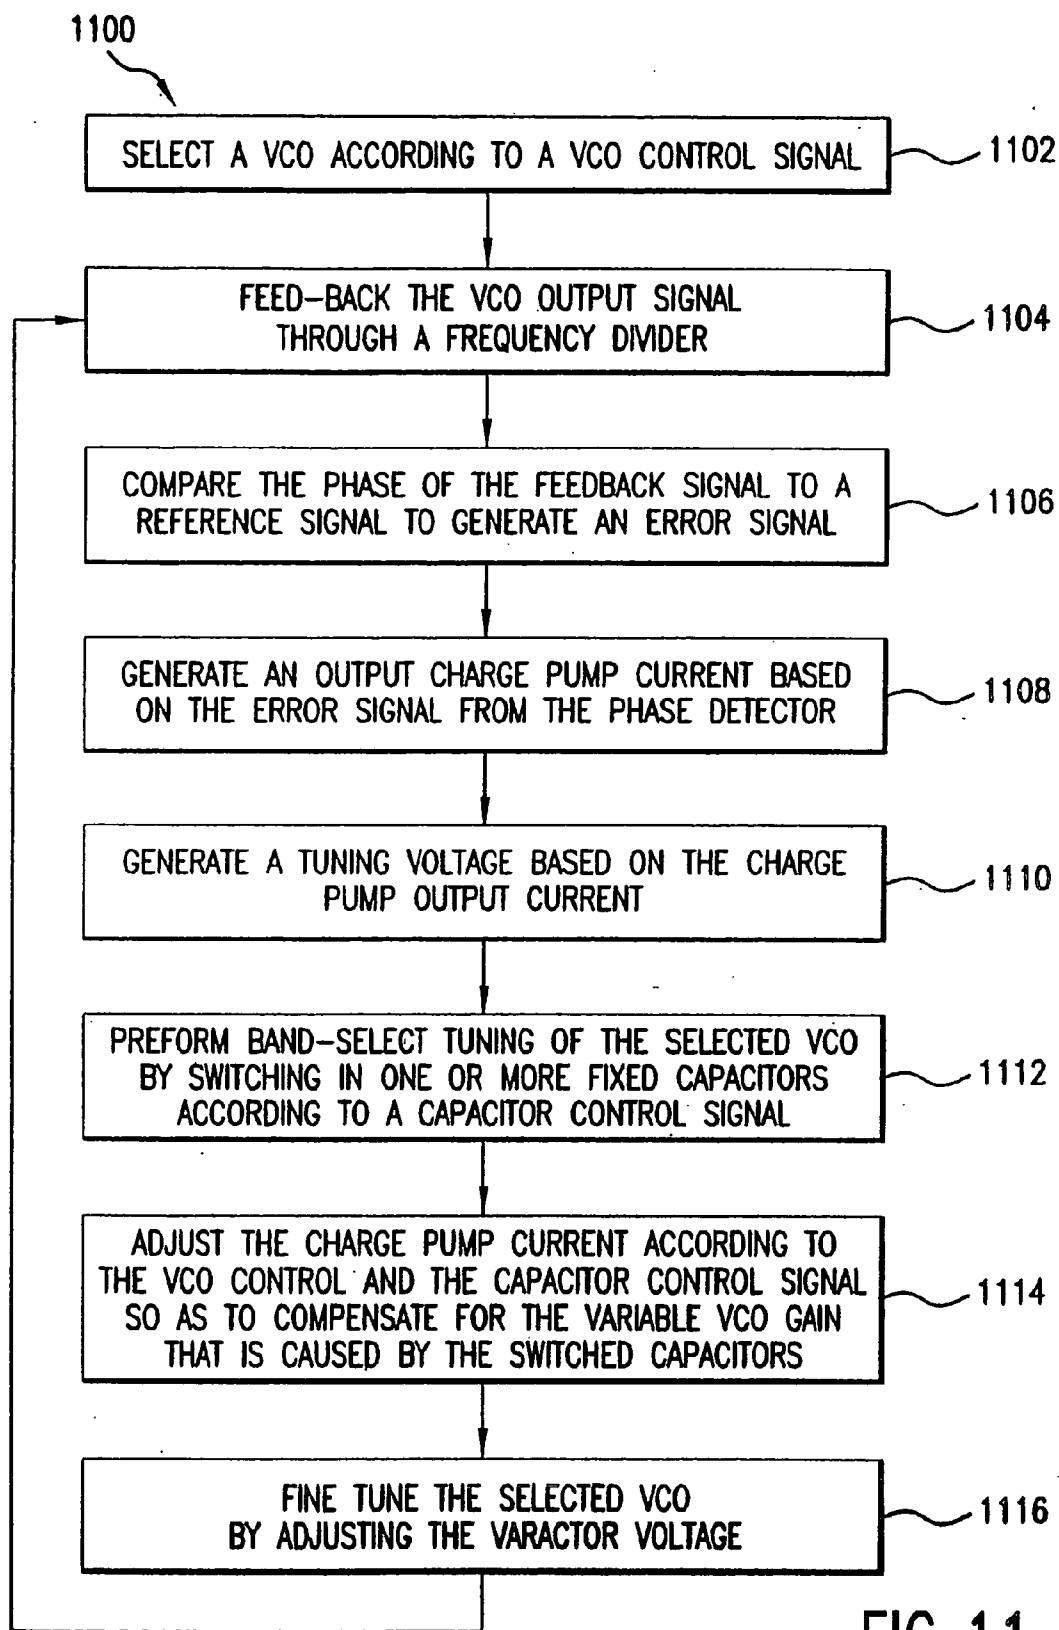 1100
SELECT A VCO ACCORDING TO A VCO CONTROL SIGNAL
1102
FEED-BACK THE VCO OUTPUT SIGNAL
THROUGH A FREQUENCY DIVIDER
1104
COMPARE THE PHASE OF THE FEEDBACK SIGNAL TO A
REFERENCE SIGNAL TO GENERATE AN ERROR SIGNAL
1106
GENERATE AN OUTPUT CHARGE PUMP CURRENT BASED
ON THE ERROR SIGNAL FROM THE PHASE DETECTOR
1108
GENERATE A TUNING VOLTAGE BASED ON THE CHARGE
PUMP OUTPUT CURRENT
1110
PREFORM BAND-SELECT TUNING OF THE SELECTED VCO
BY SWITCHING IN ONE OR MORE FIXED CAPACITORS
ACCORDING TO A CAPACITOR CONTROL SIGNAL
1112
ADJUST THE CHARGE PUMP CURRENT ACCORDING TO
THE VCO CONTROL AND THE CAPACITOR CONTROL SIGNAL
SO AS TO COMPENSATE FOR THE VARIABLE VCO GAIN
THAT IS CAUSED BY THE SWITCHED CAPACITORS
1114
FINE TUNE THE SELECTED VCO
BY ADJUSTING THE VARACTOR VOLTAGE
1116
FIG. 11